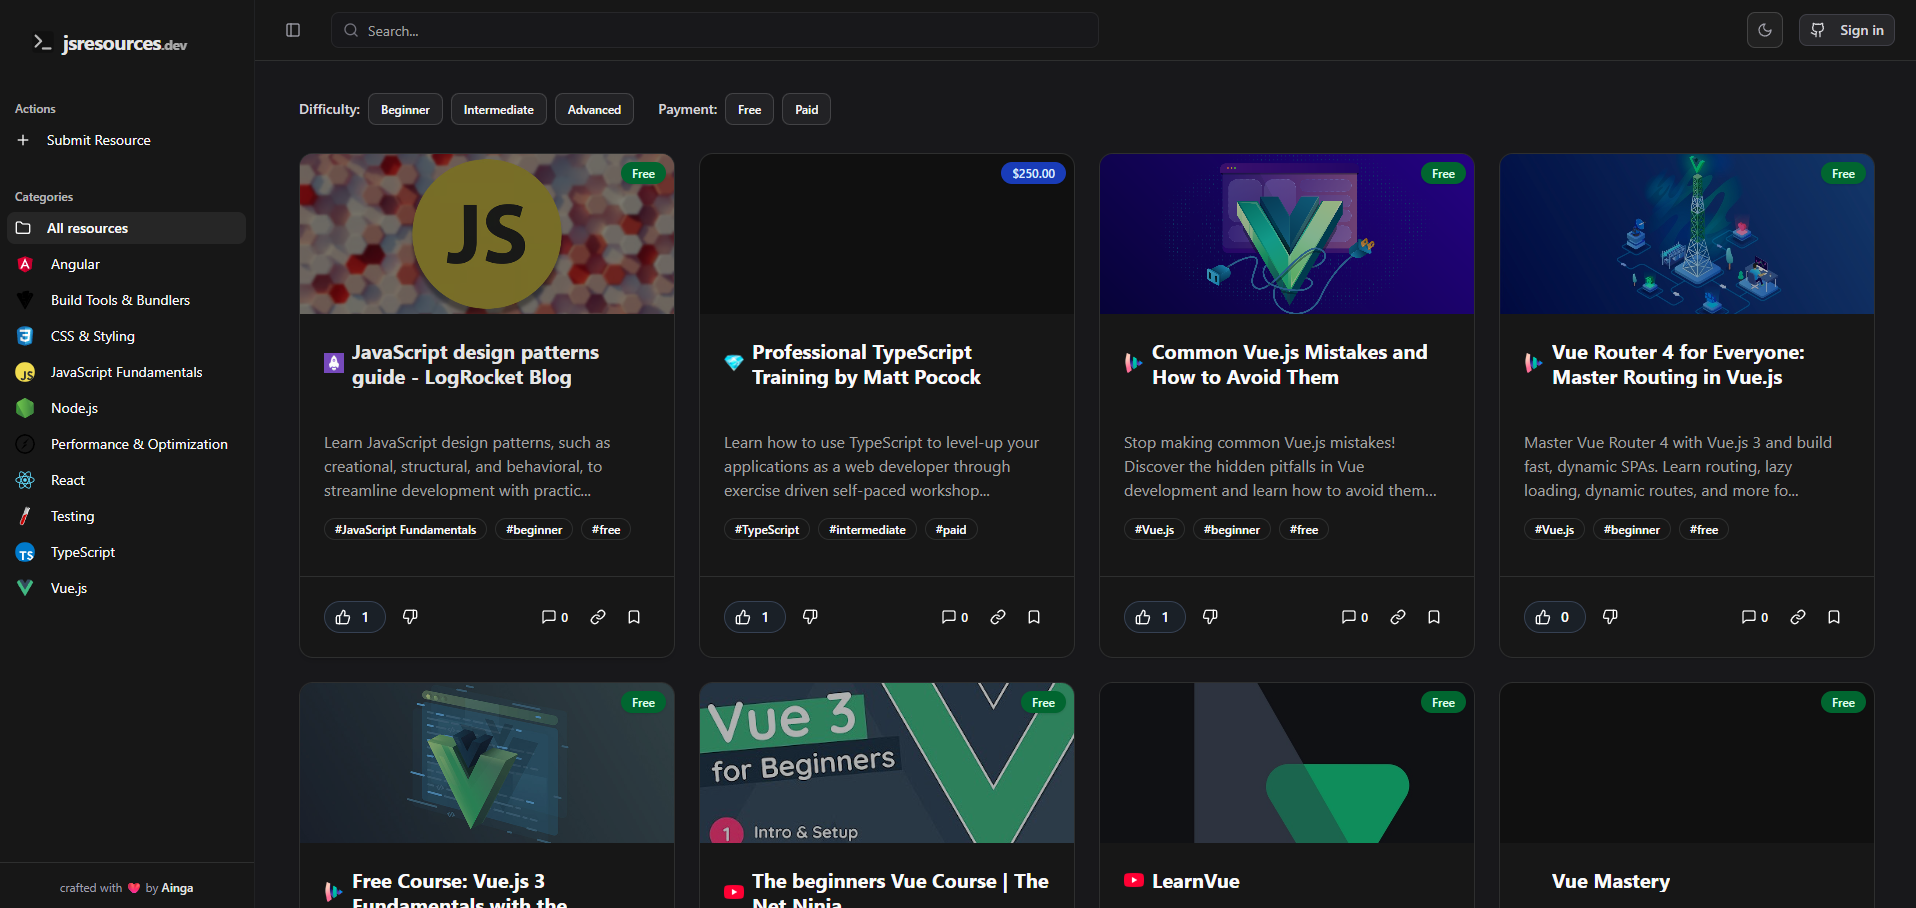 jsresources.dev
Search...
Sign in
Actions
Submit Resource
Categories
All resources
Angular
Build Tools & Bundlers
CSS & Styling
JavaScript Fundamentals
Node.js
Performance & Optimization
React
Testing
TypeScript
Vue.js
crafted with ❤️ by Ainga
Difficulty: Beginner Intermediate Advanced Payment: Free Paid
Free
JS
JavaScript design patterns
guide - LogRocket Blog
Learn JavaScript design patterns, such as
creational, structural, and behavioral, to
streamline development with practic...
#JavaScript Fundamentals #beginner #free
1 0
$250.00
Professional TypeScript
Training by Matt Pocock
Learn how to use TypeScript to level-up your
applications as a web developer through
exercise driven self-paced workshop...
#TypeScript #intermediate #paid
1 0
Free
Common Vue.js Mistakes and
How to Avoid Them
Stop making common Vue.js mistakes!
Discover the hidden pitfalls in Vue
development and learn how to avoid them...
#Vue.js #beginner #free
1 0
Free
Vue Router 4 for Everyone:
Master Routing in Vue.js
Master Vue Router 4 with Vue.js 3 and build
fast, dynamic SPAs. Learn routing, lazy
loading, dynamic routes, and more fo...
#Vue.js #beginner #free
0 0
Free
Free Course: Vue.js 3
Fundamentals with the
Free
Vue 3
for Beginners
1 Intro & Setup
The beginners Vue Course | The
Net Ninja
Free
LearnVue
Free
Vue Mastery